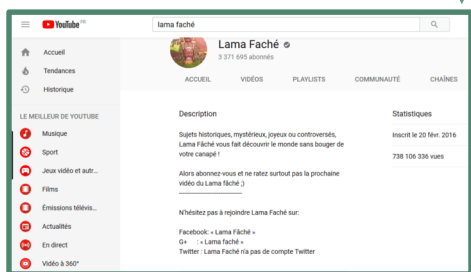 YouTube FR
lama faché
Accueil
Tendances
Historique
LE MEILLEUR DE YOUTUBE
Musique
Sport
Jeux vidéo et autr...
Films
Émissions télévis...
Actualités
En direct
Vidéo à 360°
Lama Faché
3 371 695 abonnés
ACCUEIL VIDÉOS PLAYLISTS COMMUNAUTÉ CHAÎNES
Description
Sujets historiques, mystérieux, joyeux ou controversés,
Lama Fâché vous fait découvrir le monde sans bouger de
votre canapé !
Alors abonnez-vous et ne ratez surtout pas la prochaine
vidéo du Lama fâché ;)
N'hésitez pas à rejoindre Lama Faché sur:
Facebook: « Lama Fâché »
G+ : « Lama faché »
Twitter : Lama Fâché n'a pas de compte Twitter
Statistiques
Inscrit le 20 févr. 2016
738 106 336 vues